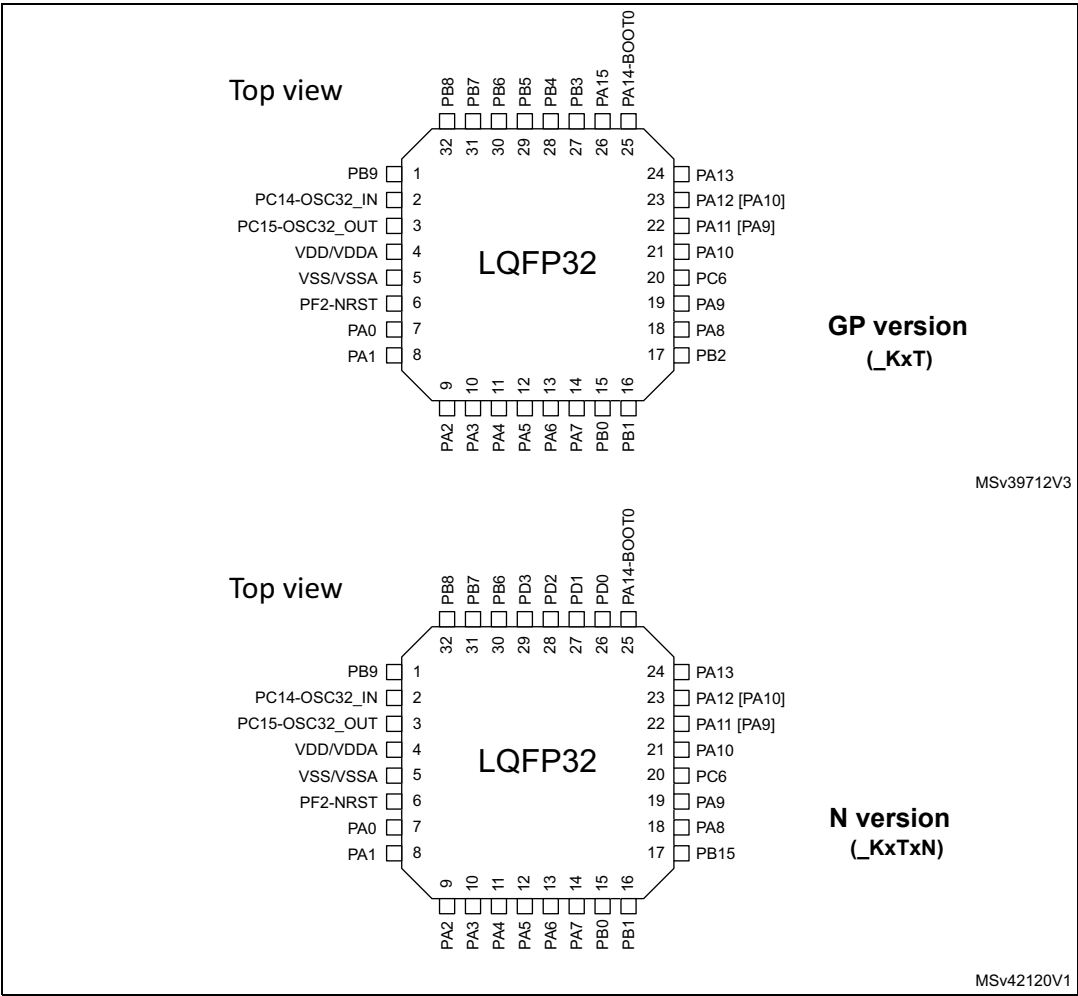 Top view
PB8
PB7
PB6
PB5
PB4
PB3
PA15
PA14-BOOT0
32
31
30
29
28
27
26
25
PB9 1
PC14-OSC32_IN 2
PC15-OSC32_OUT 3
VDD/VDDA 4
VSS/VSSA 5
PF2-NRST 6
PA0 7
PA1 8
LQFP32
24 PA13
23 PA12 [PA10]
22 PA11 [PA9]
21 PA10
20 PC6
19 PA9
18 PA8
17 PB2
9
10
11
12
13
14
15
16
PA2
PA3
PA4
PA5
PA6
PA7
PB0
PB1
GP version
(_KxT)
MSv39712V3
Top view
PB8
PB7
PB6
PD3
PD2
PD1
PD0
PA14-BOOT0
32
31
30
29
28
27
26
25
PB9 1
PC14-OSC32_IN 2
PC15-OSC32_OUT 3
VDD/VDDA 4
VSS/VSSA 5
PF2-NRST 6
PA0 7
PA1 8
LQFP32
24 PA13
23 PA12 [PA10]
22 PA11 [PA9]
21 PA10
20 PC6
19 PA9
18 PA8
17 PB15
9
10
11
12
13
14
15
16
PA2
PA3
PA4
PA5
PA6
PA7
PB0
PB1
N version
(_KxTxN)
MSv42120V1